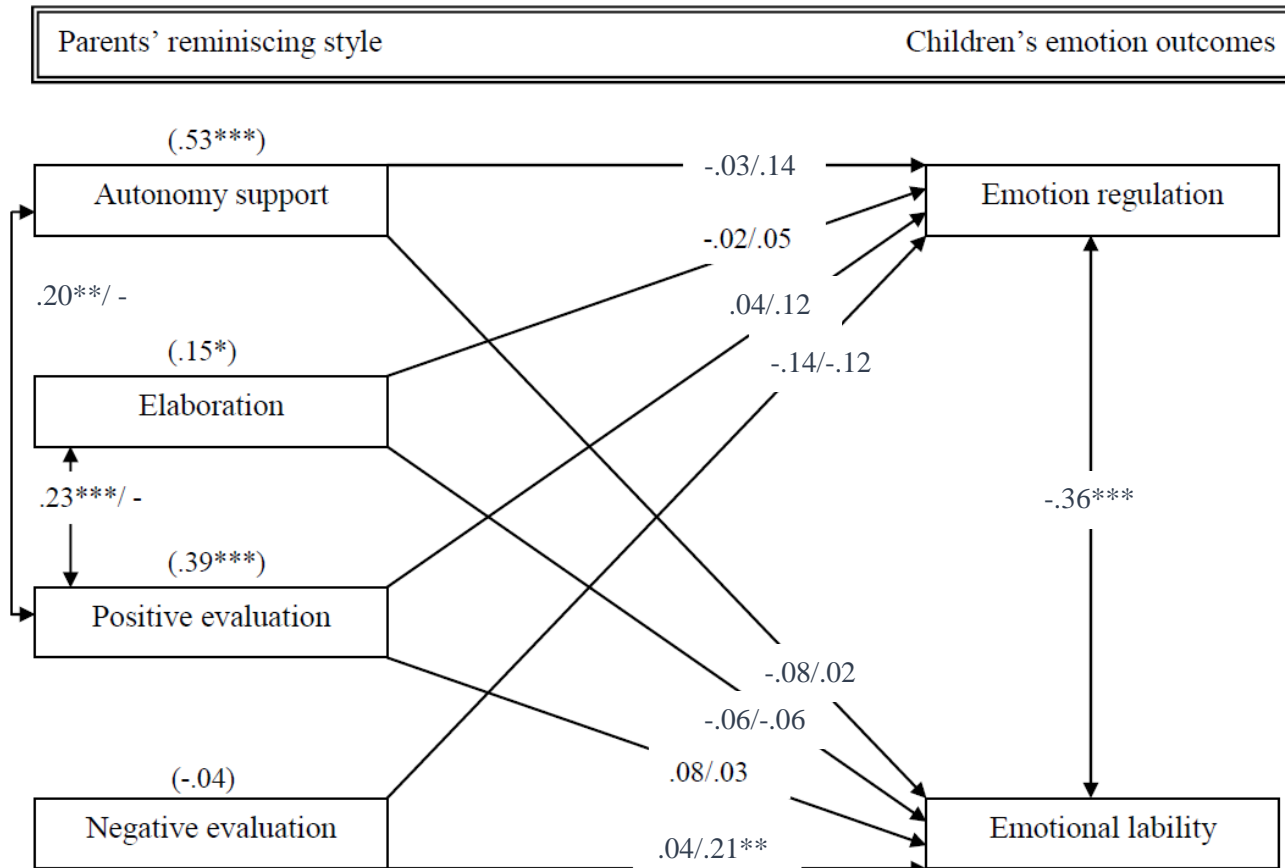 Parents’ reminiscing style Children’s emotion outcomes
(.53***)
Autonomy support
-.03/.14
Emotion regulation
-.02/.05
.20**/ -
.04/.12
(.15*)
-.14/-.12
Elaboration
.23***/ -
-.36***
(.39***)
Positive evaluation
-.08/.02
-.06/-.06
.08/.03
(-.04)
Negative evaluation
.04/.21**
Emotional lability